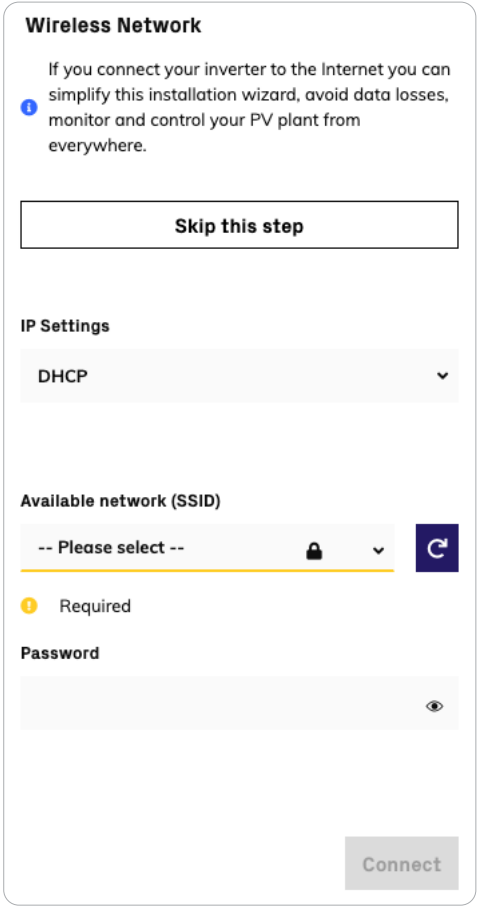 Wireless Network
If you connect your inverter to the Internet you can
simplify this installation wizard, avoid data losses,
monitor and control your PV plant from
everywhere.
Skip this step
IP Settings
DHCP
Available network (SSID)
-- Please select --
Required
Password
Connect